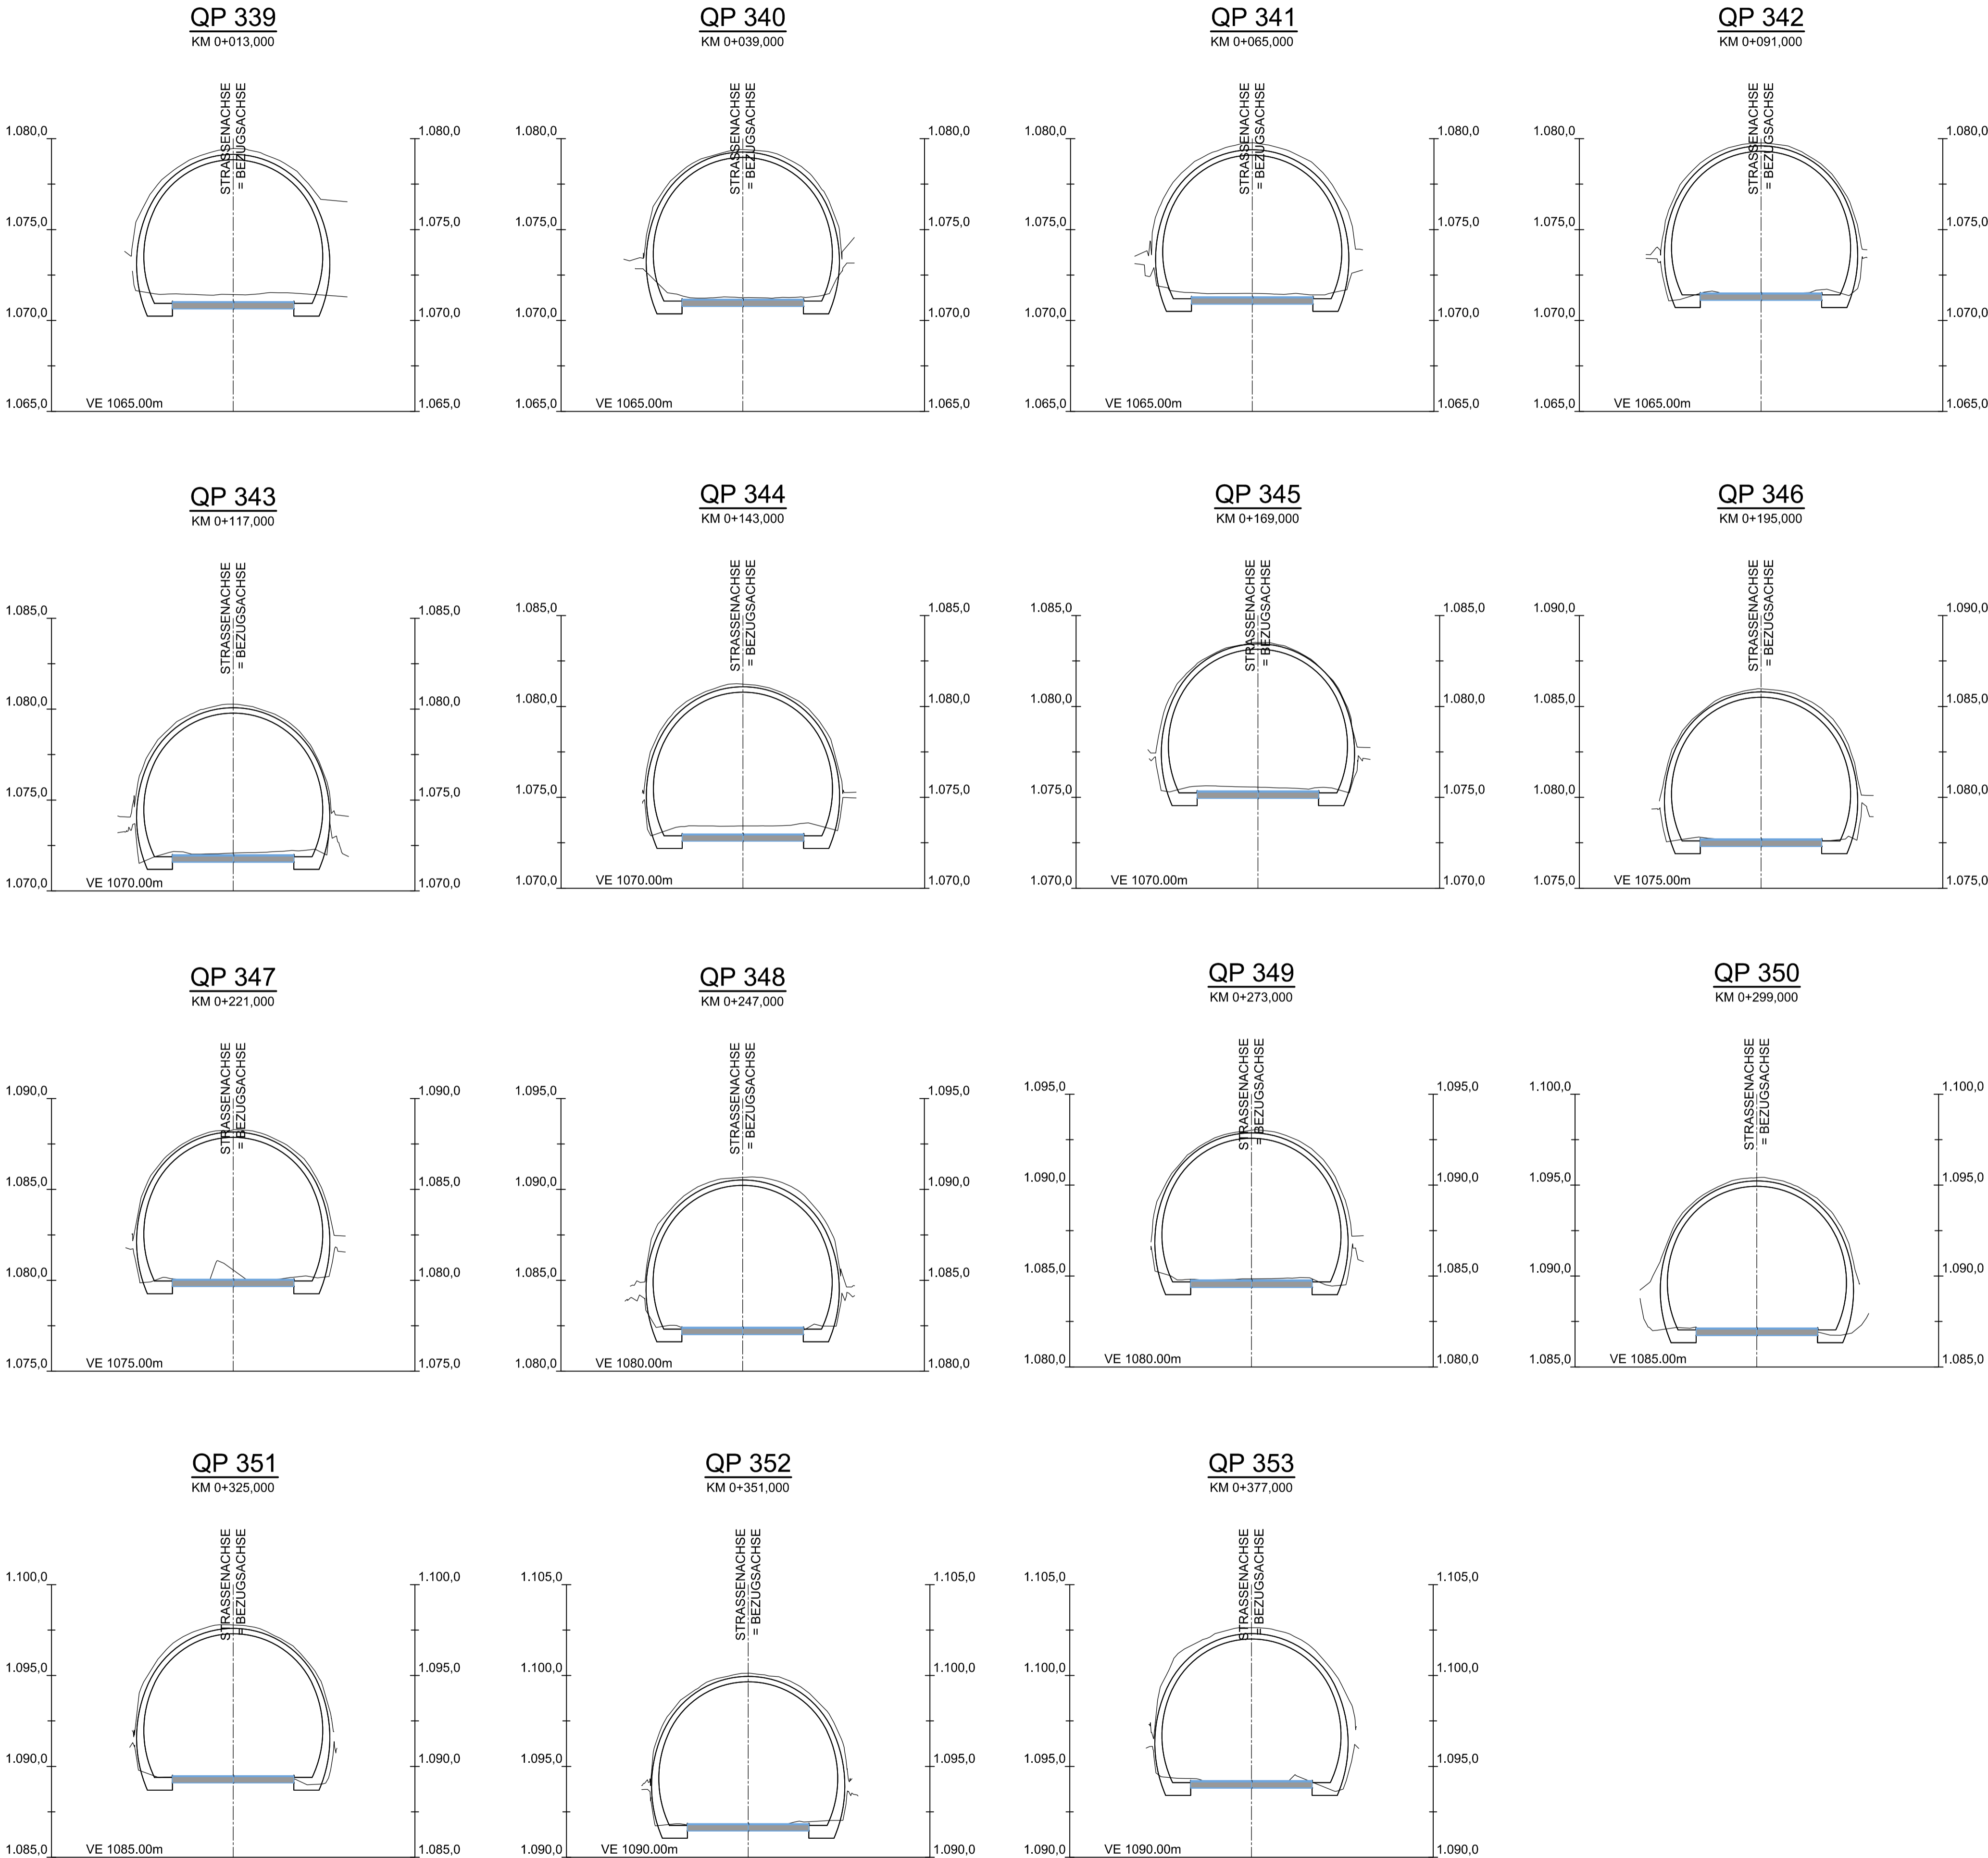 QP 339
KM 0+013,000
STRASSENACHSE
= BEZUGSACHSE
1.080,0
1.080,0
1.075,0
1.075,0
1.070,0
1.070,0
1.065,0
VE 1065.00m
1.065,0
QP 340
KM 0+039,000
STRASSENACHSE
= BEZUGSACHSE
1.080,0
1.080,0
1.075,0
1.075,0
1.070,0
1.070,0
1.065,0
VE 1065.00m
1.065,0
QP 341
KM 0+065,000
STRASSENACHSE
= BEZUGSACHSE
1.080,0
1.080,0
1.075,0
1.075,0
1.070,0
1.070,0
1.065,0
VE 1065.00m
1.065,0
QP 342
KM 0+091,000
STRASSENACHSE
= BEZUGSACHSE
1.080,0
1.080,0
1.075,0
1.075,0
1.070,0
1.070,0
1.065,0
VE 1065.00m
1.065,0
QP 343
KM 0+117,000
STRASSENACHSE
= BEZUGSACHSE
1.085,0
1.085,0
1.080,0
1.080,0
1.075,0
1.075,0
1.070,0
VE 1070.00m
1.070,0
QP 344
KM 0+143,000
STRASSENACHSE
= BEZUGSACHSE
1.085,0
1.085,0
1.080,0
1.080,0
1.075,0
1.075,0
1.070,0
VE 1070.00m
1.070,0
QP 345
KM 0+169,000
STRASSENACHSE
= BEZUGSACHSE
1.085,0
1.085,0
1.080,0
1.080,0
1.075,0
1.075,0
1.070,0
VE 1070.00m
1.070,0
QP 346
KM 0+195,000
STRASSENACHSE
= BEZUGSACHSE
1.090,0
1.090,0
1.085,0
1.085,0
1.080,0
1.080,0
1.075,0
VE 1075.00m
1.075,0
QP 347
KM 0+221,000
STRASSENACHSE
= BEZUGSACHSE
1.090,0
1.090,0
1.085,0
1.085,0
1.080,0
1.080,0
1.075,0
VE 1075.00m
1.075,0
QP 348
KM 0+247,000
STRASSENACHSE
= BEZUGSACHSE
1.095,0
1.095,0
1.090,0
1.090,0
1.085,0
1.085,0
1.080,0
VE 1080.00m
1.080,0
QP 349
KM 0+273,000
STRASSENACHSE
= BEZUGSACHSE
1.095,0
1.095,0
1.090,0
1.090,0
1.085,0
1.085,0
1.080,0
VE 1080.00m
1.080,0
QP 350
KM 0+299,000
STRASSENACHSE
= BEZUGSACHSE
1.100,0
1.100,0
1.095,0
1.095,0
1.090,0
1.090,0
1.085,0
VE 1085.00m
1.085,0
QP 351
KM 0+325,000
STRASSENACHSE
= BEZUGSACHSE
1.100,0
1.100,0
1.095,0
1.095,0
1.090,0
1.090,0
1.085,0
VE 1085.00m
1.085,0
QP 352
KM 0+351,000
STRASSENACHSE
= BEZUGSACHSE
1.105,0
1.105,0
1.100,0
1.100,0
1.095,0
1.095,0
1.090,0
VE 1090.00m
1.090,0
QP 353
KM 0+377,000
STRASSENACHSE
= BEZUGSACHSE
1.105,0
1.105,0
1.100,0
1.100,0
1.095,0
1.095,0
1.090,0
VE 1090.00m
1.090,0